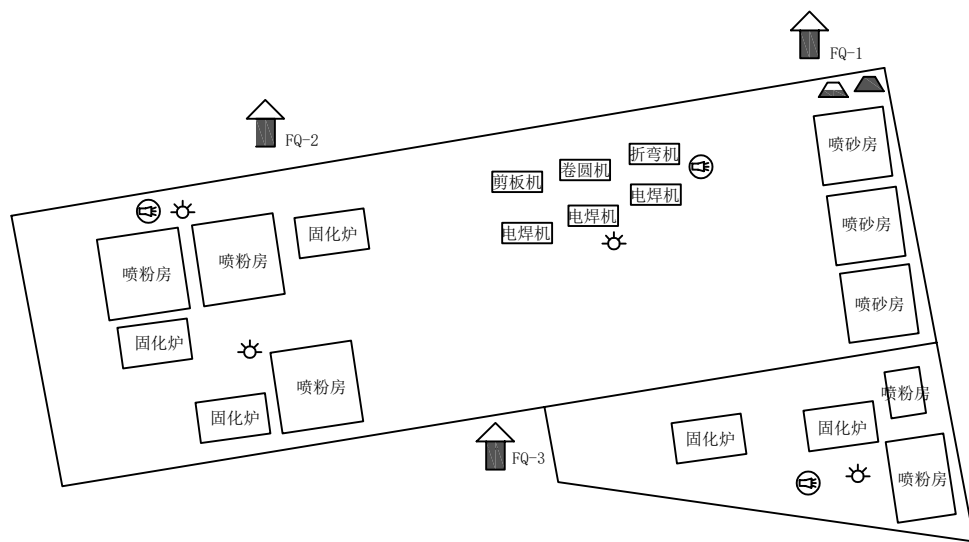 FQ-1
FQ-2
喷砂房
折弯机
卷圆机
剪板机
电焊机
电焊机
电焊机
喷砂房
固化炉
喷粉房
喷粉房
喷砂房
固化炉
喷粉房
喷粉房
固化炉
固化炉
固化炉
FQ-3
喷粉房